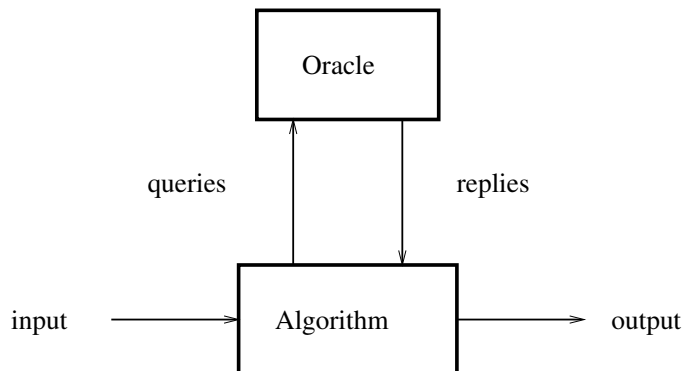 Oracle
queries
replies
input
Algorithm
output